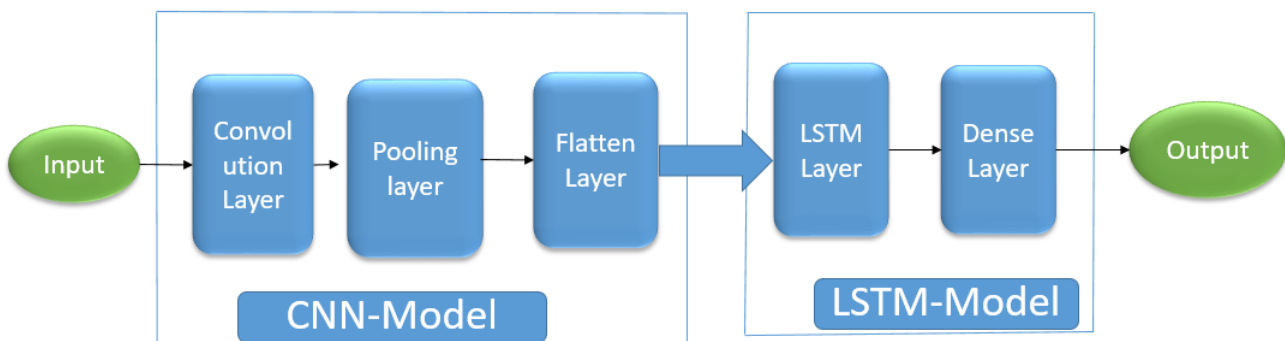 Input
Convol
ution
Layer
Pooling
layer
Flatten
Layer
CNN-Model
LSTM
Layer
Dense
Layer
LSTM-Model
Output